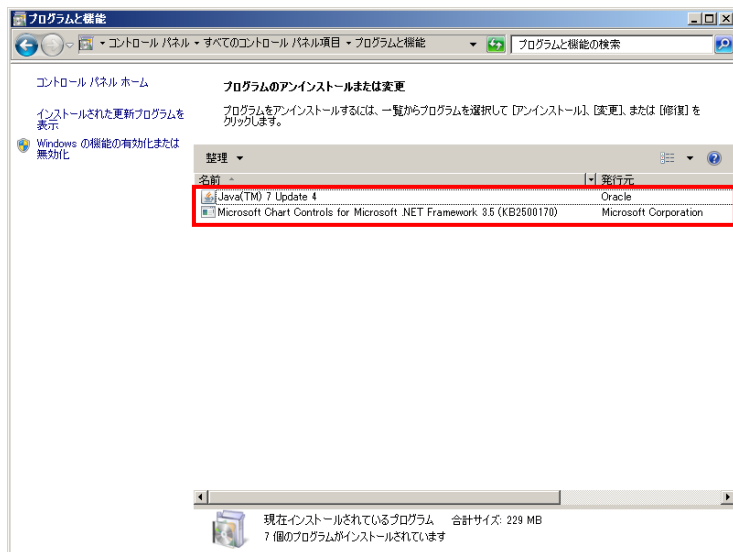 プログラムと機能
コントロール パネル ▾ すべてのコントロール パネル項目 ▾ プログラムと機能
プログラムと機能の検索
コントロール パネル ホーム
インストールされた更新プログラムを
表示
Windows の機能の有効化または
無効化
プログラムのアンインストールまたは変更
プログラムをアンインストールするには、一覧からプログラムを選択して [アンインストール]、[変更]、または [修復] を
クリックします。
整理 ▾
名前 発行元
Java(TM) 7 Update 4 Oracle
Microsoft Chart Controls for Microsoft .NET Framework 3.5 (KB2500170) Microsoft Corporation
現在インストールされているプログラム 合計サイズ: 229 MB
7 個のプログラムがインストールされています